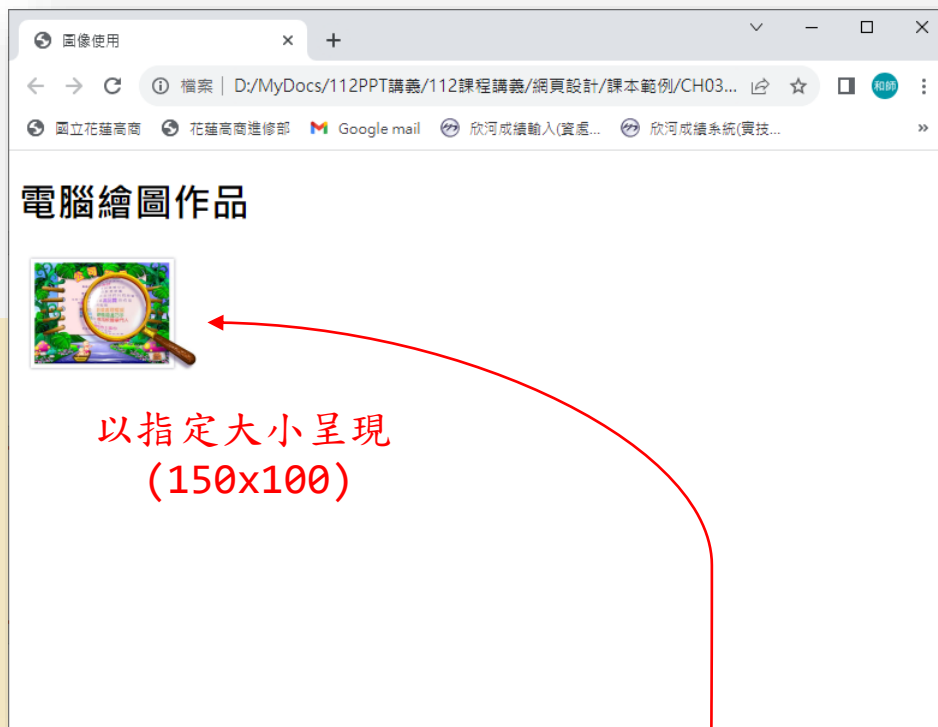 圖像使用
檔案 | D:/MyDocs/112PPT講義/112課程講義/網頁設計/課本範例/CH03...
和師
國立花蓮高商 花蓮高商進修部 Google mail 欣河成績輸入(資處... 欣河成績系統(實技...
電腦繪圖作品
以指定大小呈現
(150x100)